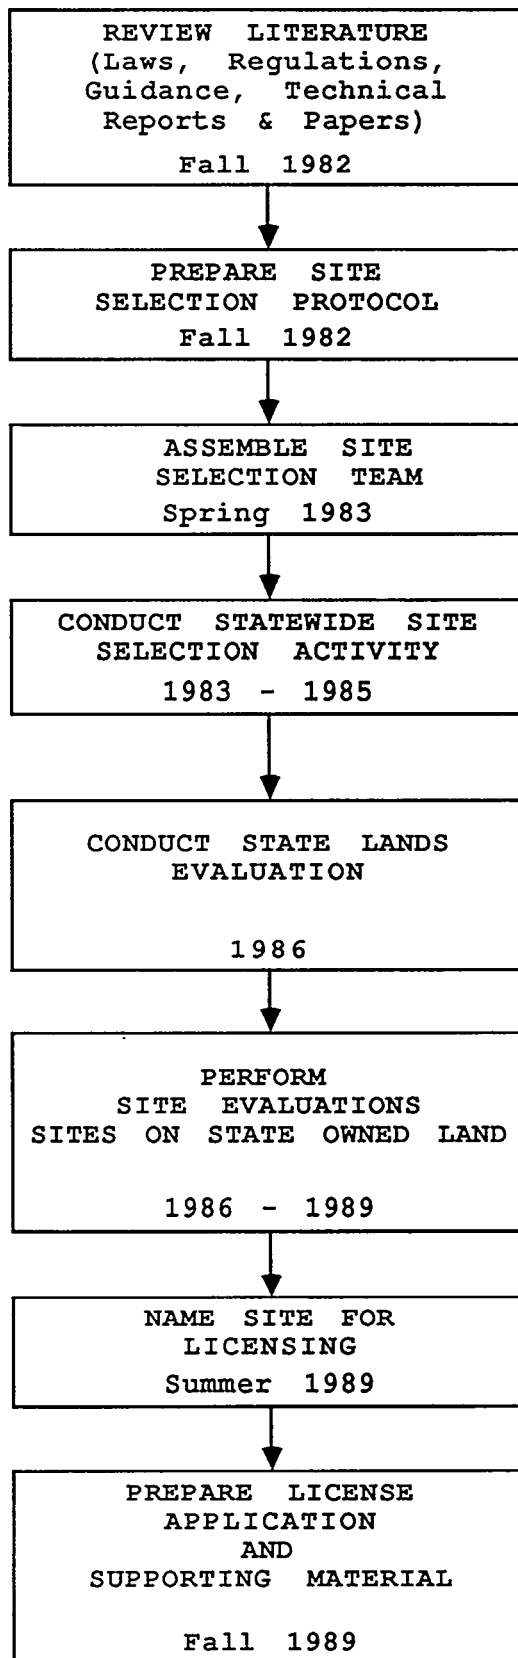 REVIEW LITERATURE
(Laws, Regulations,
Guidance, Technical
Reports & Papers)
Fall 1982
PREPARE SITE
SELECTION PROTOCOL
Fall 1982
ASSEMBLE SITE
SELECTION TEAM
Spring 1983
CONDUCT STATEWIDE SITE
SELECTION ACTIVITY
1983 - 1985
CONDUCT STATE LANDS
EVALUATION
1986
PERFORM
SITE EVALUATIONS
SITES ON STATE OWNED LAND
1986 - 1989
NAME SITE FOR
LICENSING
Summer 1989
PREPARE LICENSE
APPLICATION
AND
SUPPORTING MATERIAL
Fall 1989